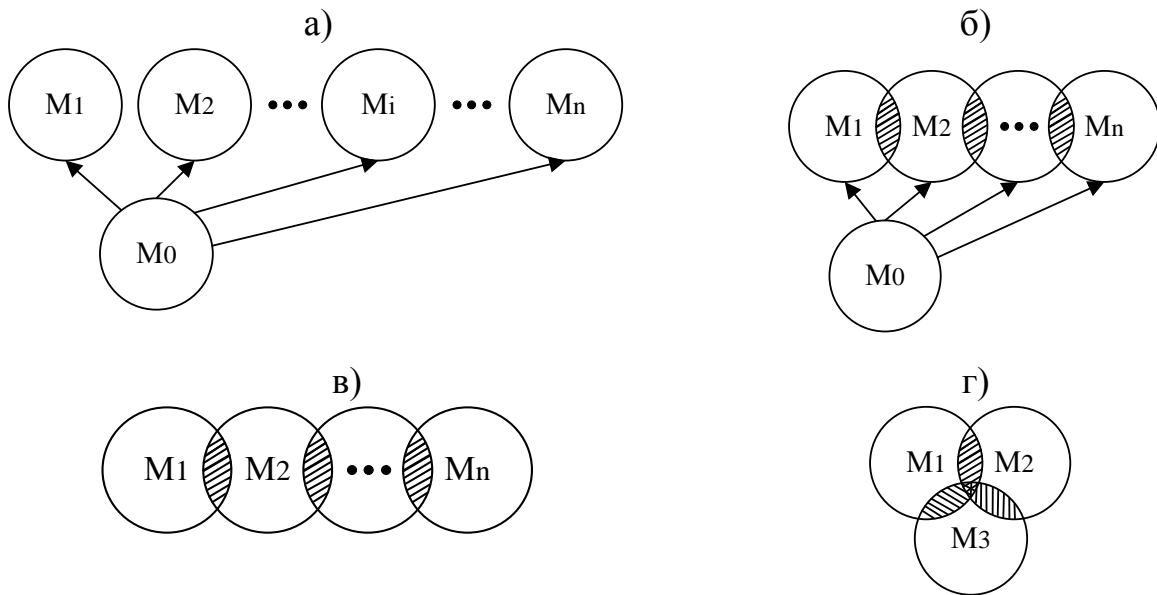 а)
M1 M2 ••• Mi ••• Mn
M0
б)
M1 M2 ••• Mn
M0
в)
M1 M2 ••• Mn
г)
M1 M2
M3